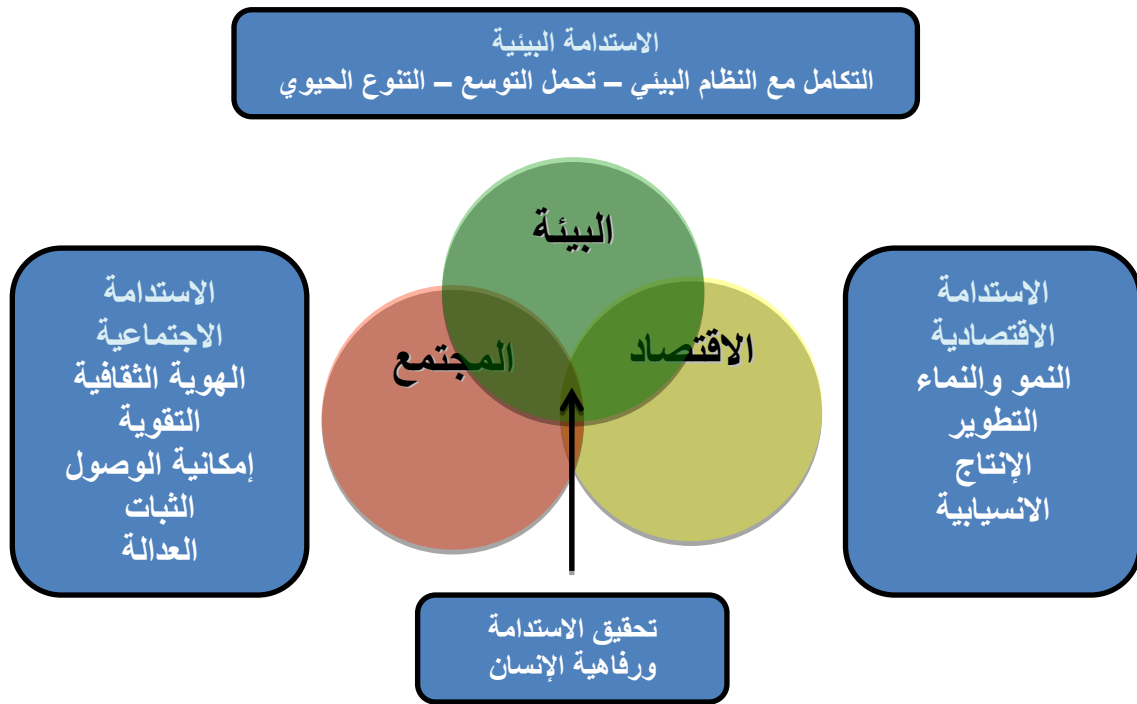 الاستدامة البيئية
التكامل مع النظام البيئي – تحمل التوسع – التنوع الحيوي
البيئة
الاقتصاد
المجتمع
الاستدامة
الاقتصادية
النمو والنماء
التطوير
الإنتاج
الانسيابية
الاستدامة
الاجتماعية
الهوية الثقافية
التقوية
إمكانية الوصول
الثبات
العدالة
تحقيق الاستدامة
ورفاهية الإنسان